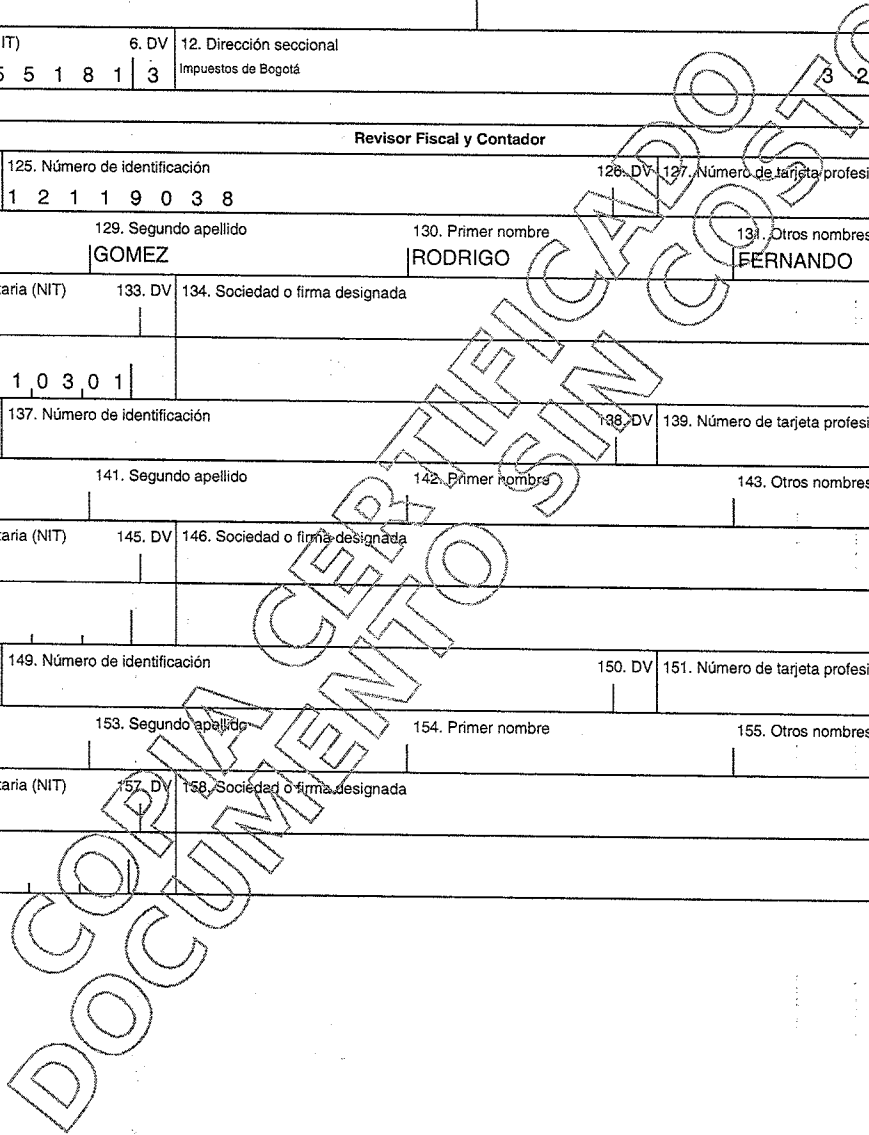 IT) 6. DV 12. Dirección seccional
5 5 1 8 1 3 Impuestos de Bogotá 3 2
Revisor Fiscal y Contador
125. Número de identificación 126. DV 127. Número de tarjeta profesi
1 2 1 1 9 0 3 8
129. Segundo apellido 130. Primer nombre 131. Otros nombres
GOMEZ RODRIGO FERNANDO
taria (NIT) 133. DV 134. Sociedad o firma designada
1 0 3 0 1
137. Número de identificación 138. DV 139. Número de tarjeta profesi
141. Segundo apellido 142. Primer nombre 143. Otros nombres
taria (NIT) 145. DV 146. Sociedad o firma designada
149. Número de identificación 150. DV 151. Número de tarjeta profesi
153. Segundo apellido 154. Primer nombre 155. Otros nombres
taria (NIT) 157. DV 158. Sociedad o firma designada
COPIA CERTIFICADO
DOCUMENTO SIN COSTO